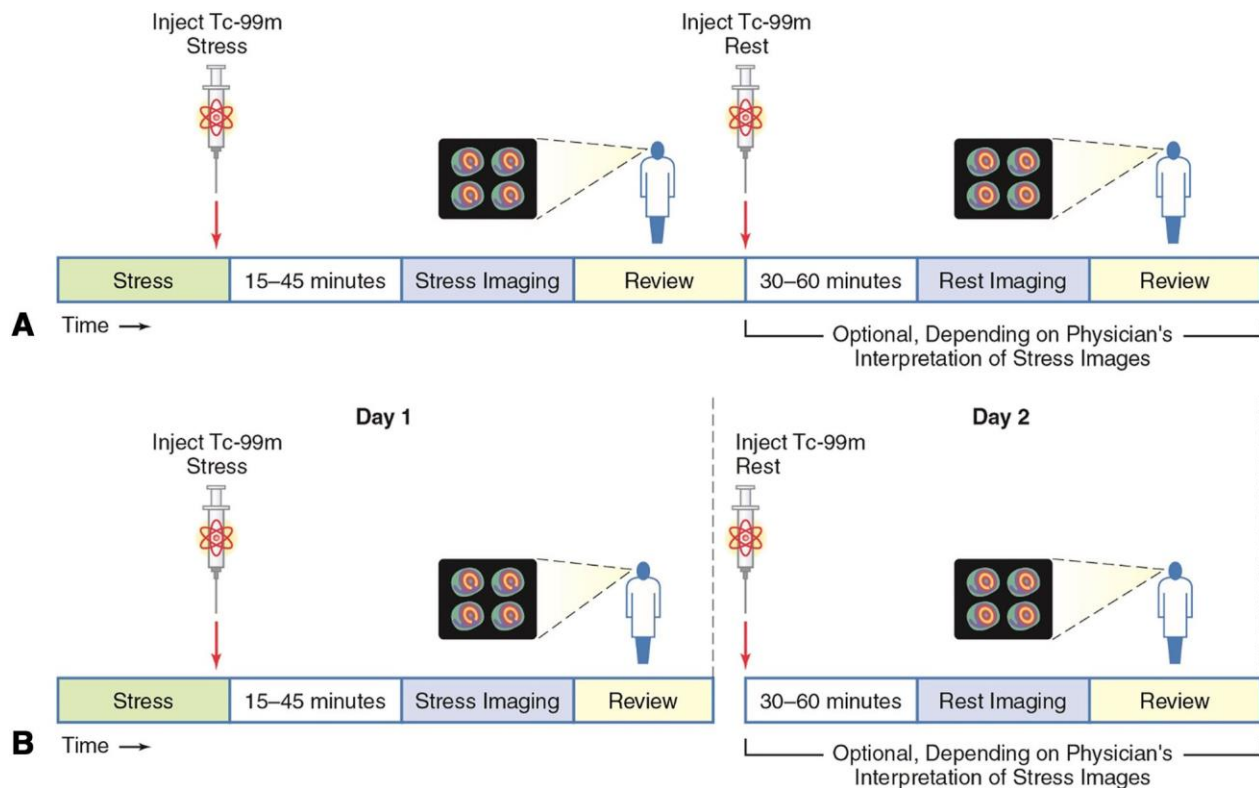 Inject Tc-99m
Stress
Inject Tc-99m
Rest
Stress
15–45 minutes
Stress Imaging
Review
30–60 minutes
Rest Imaging
Review
A
Time →
Optional, Depending on Physician's
Interpretation of Stress Images
Day 1
Day 2
Inject Tc-99m
Stress
Inject Tc-99m
Rest
Stress
15–45 minutes
Stress Imaging
Review
30–60 minutes
Rest Imaging
Review
B
Time →
Optional, Depending on Physician's
Interpretation of Stress Images